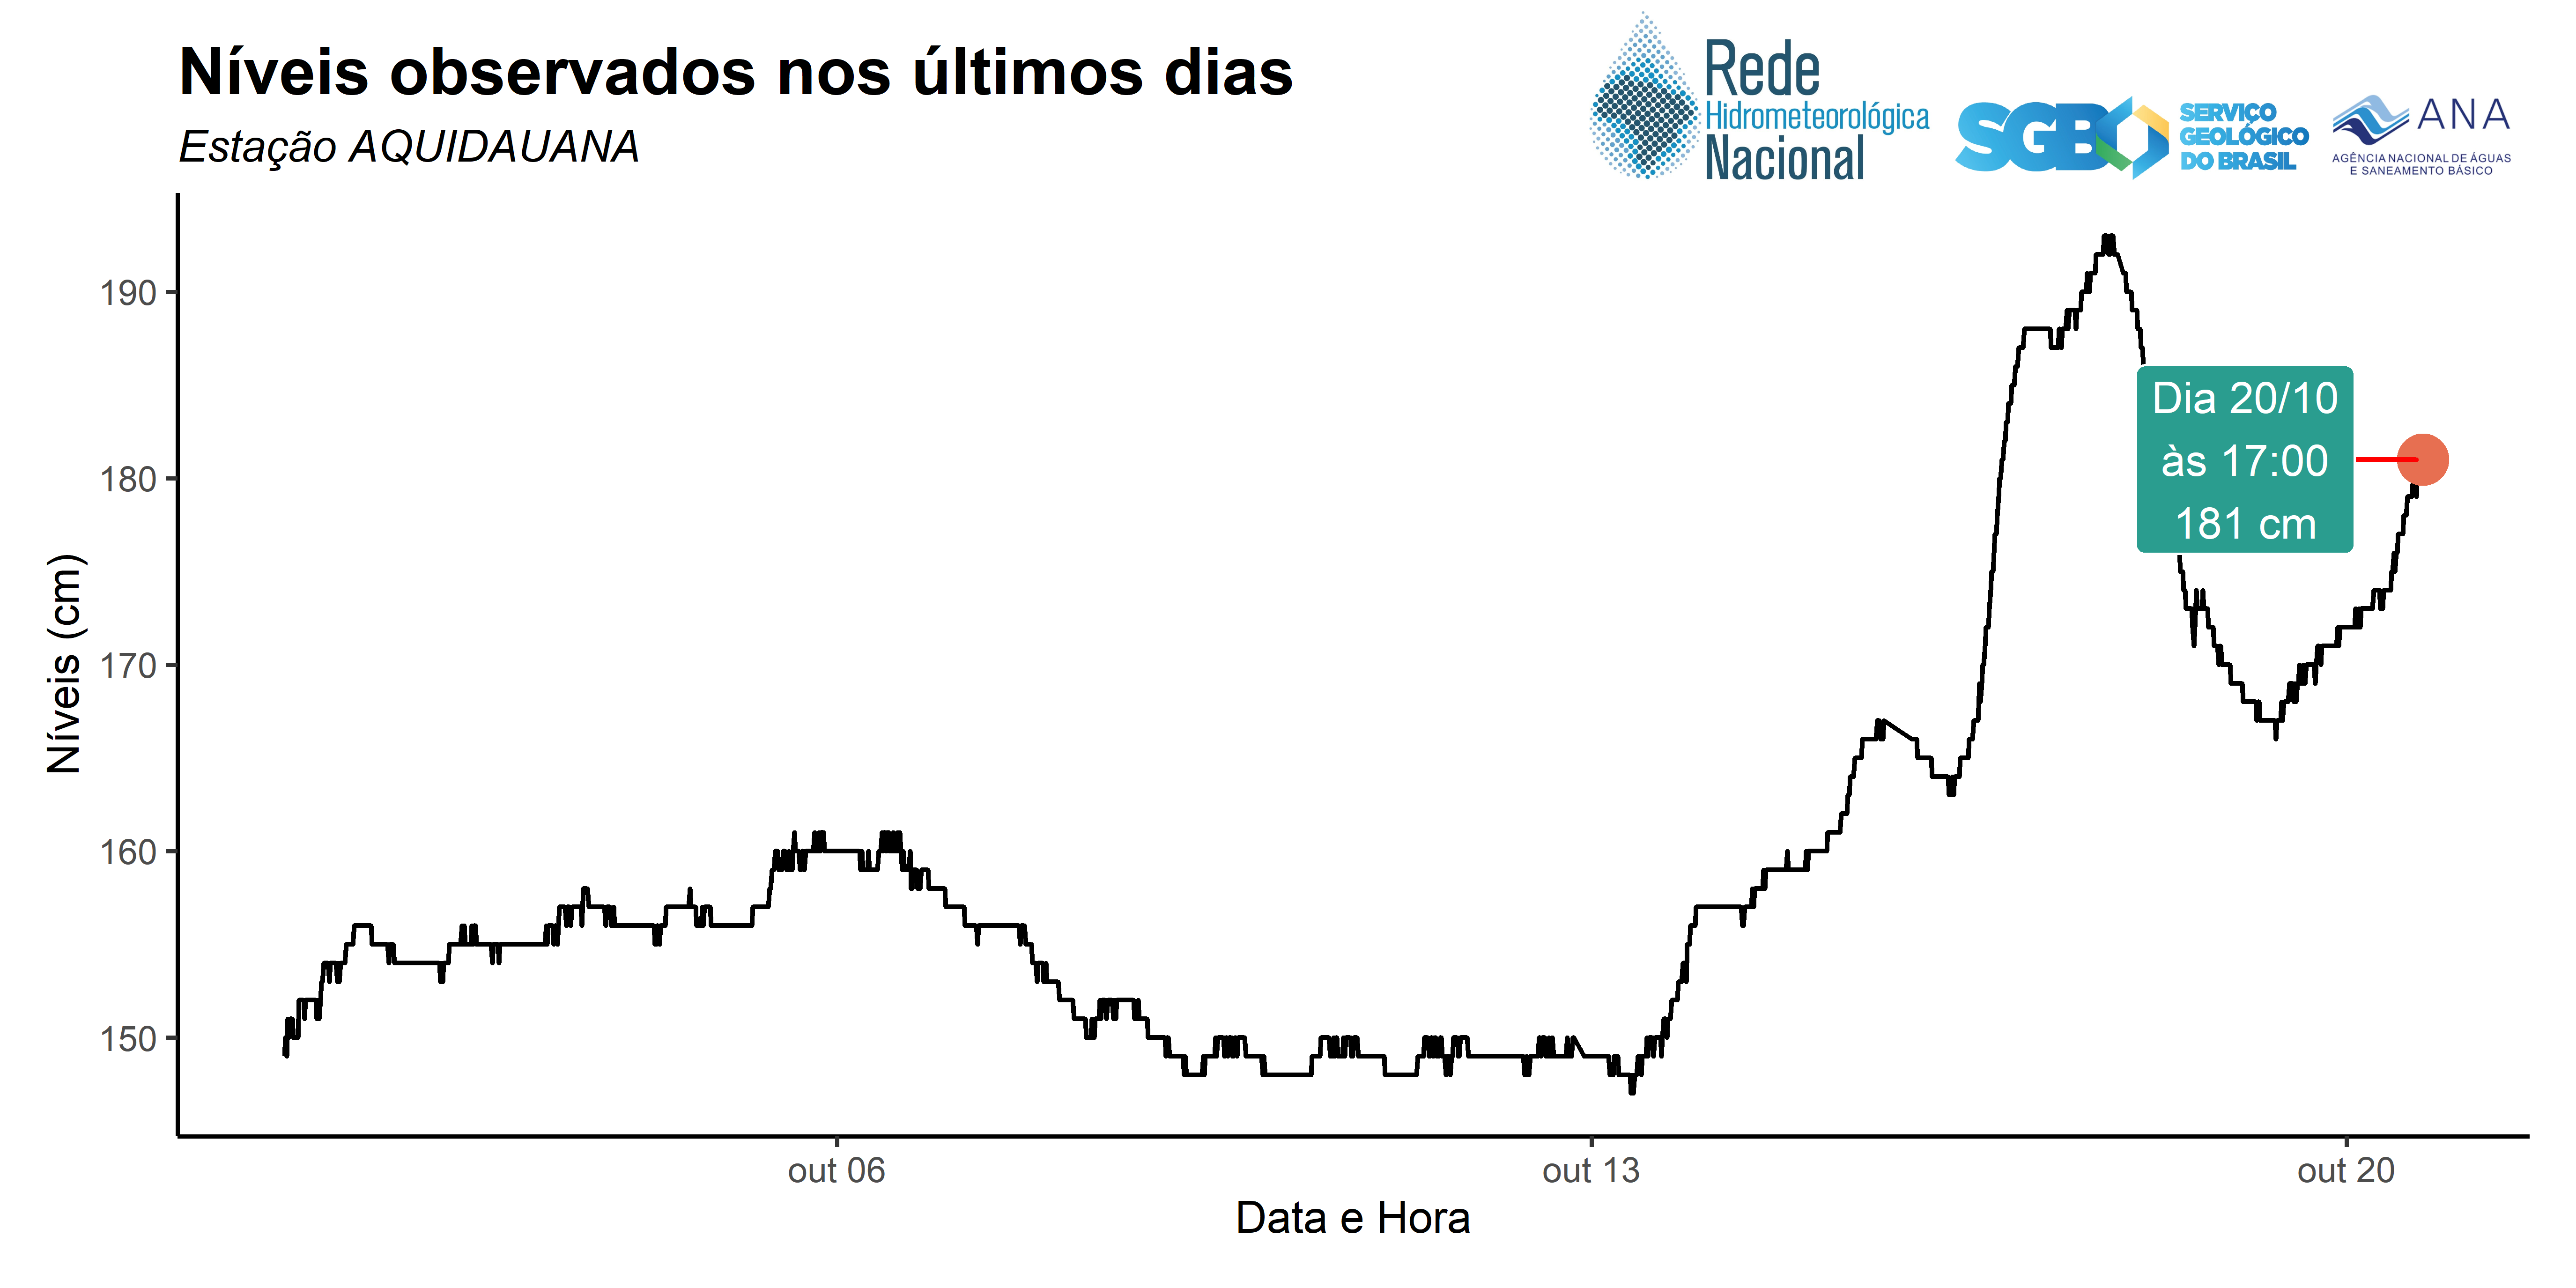 Níveis observados nos últimos dias
Estação AQUIDAUANA
Rede
Hidrometeorológica
Nacional
SGB
SERVIÇO
GEOLÓGICO
DO BRASIL
ANA
AGÊNCIA NACIONAL DE ÁGUAS
E SANEAMENTO BÁSICO
Níveis (cm)
190
180
170
160
150
Dia 20/10
às 17:00
181 cm
out 06
out 13
out 20
Data e Hora